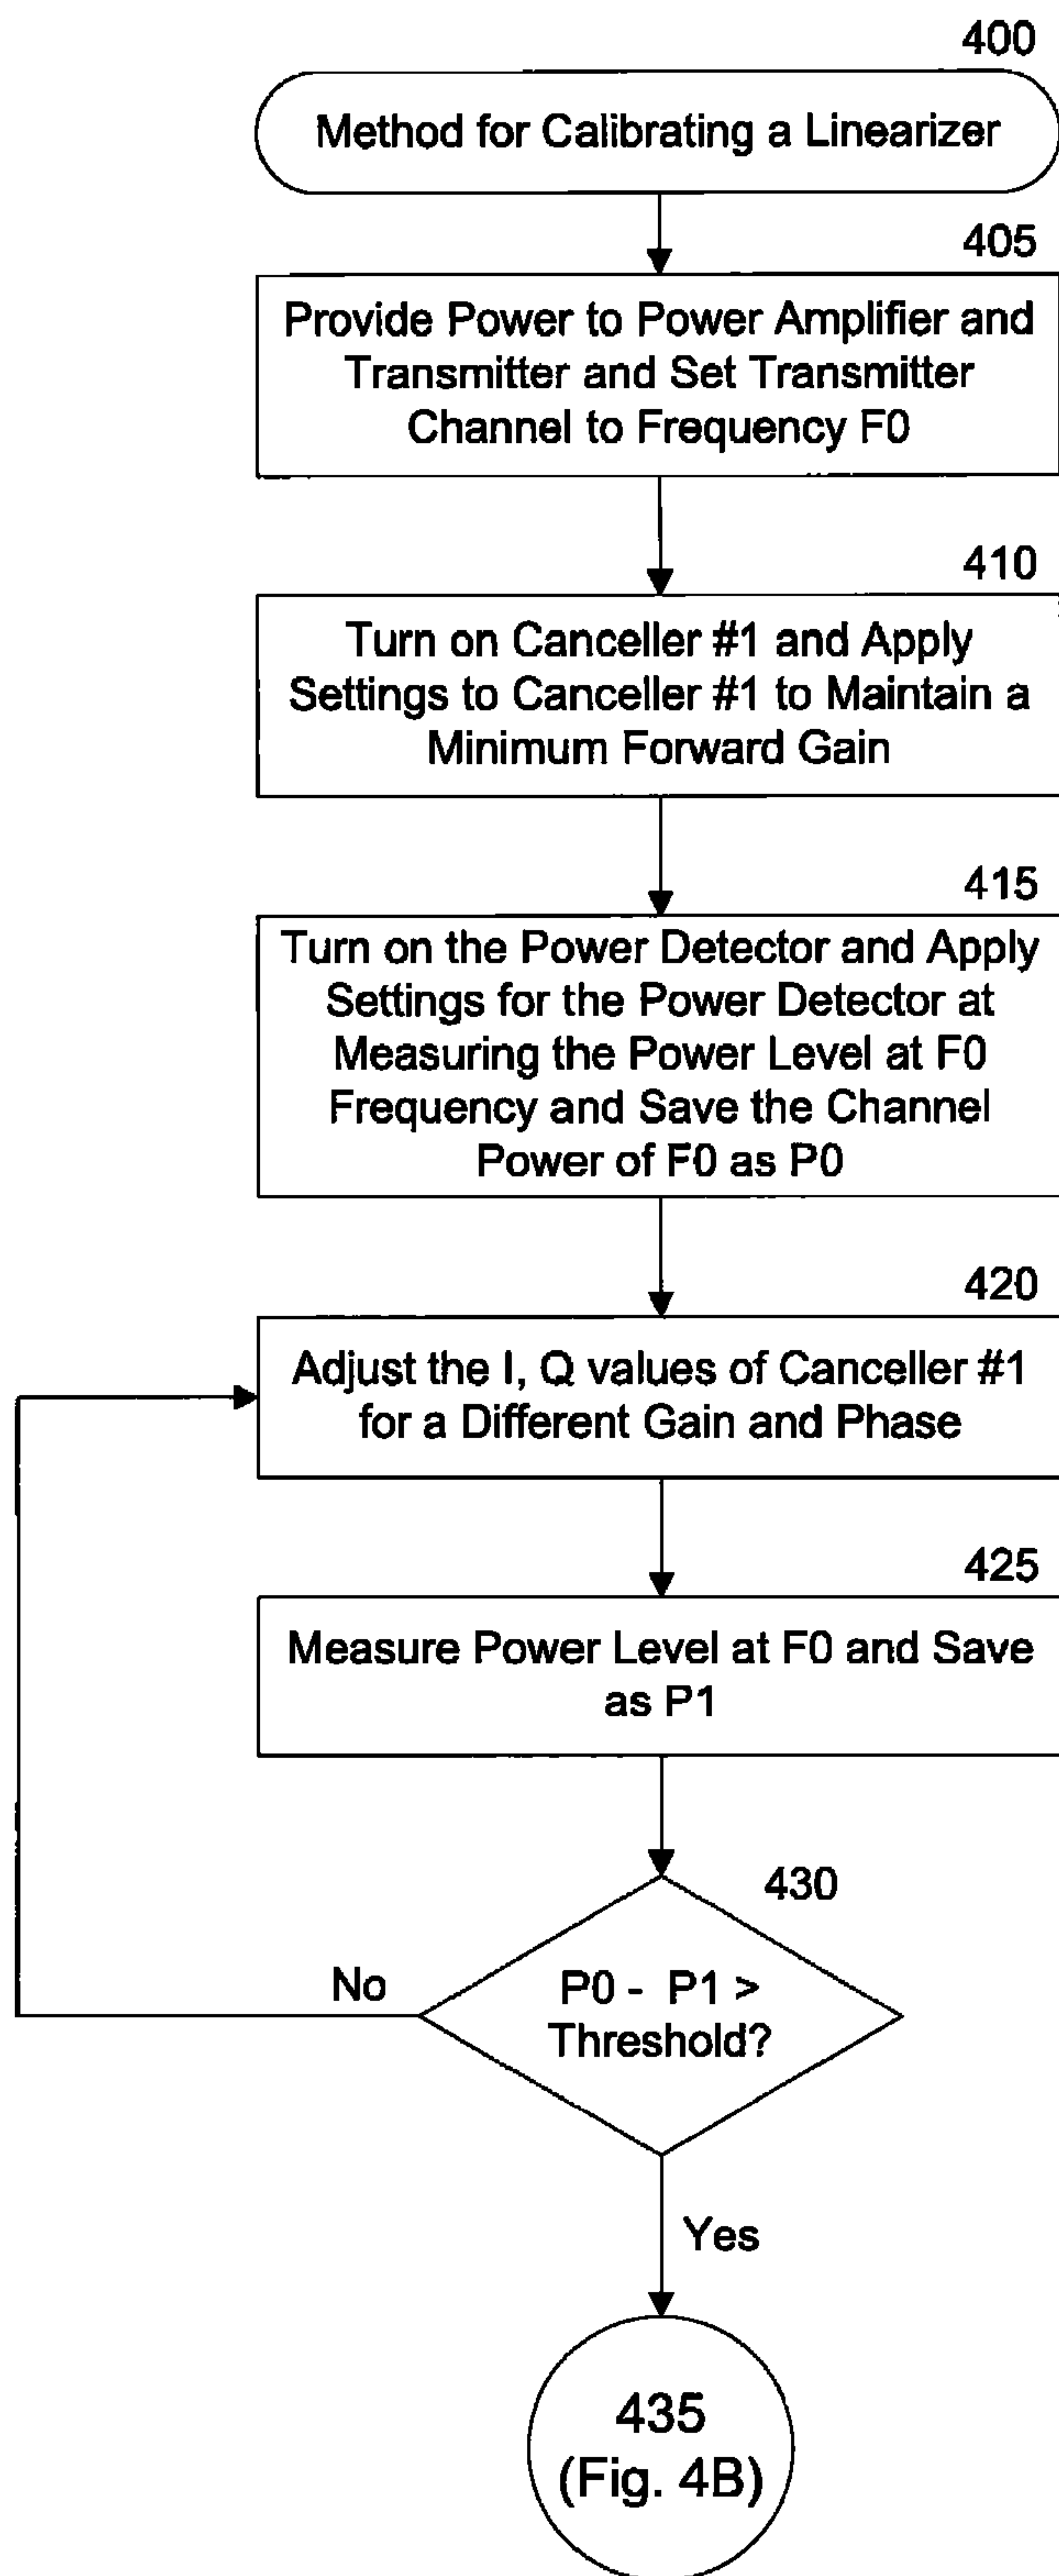 400
Method for Calibrating a Linearizer
405
Provide Power to Power Amplifier and
Transmitter and Set Transmitter
Channel to Frequency F0
410
Turn on Canceller #1 and Apply
Settings to Canceller #1 to Maintain a
Minimum Forward Gain
415
Turn on the Power Detector and Apply
Settings for the Power Detector at
Measuring the Power Level at F0
Frequency and Save the Channel
Power of F0 as P0
420
Adjust the I, Q values of Canceller #1
for a Different Gain and Phase
425
Measure Power Level at F0 and Save
as P1
430
P0 - P1 >
Threshold?
No
Yes
435
(Fig. 4B)